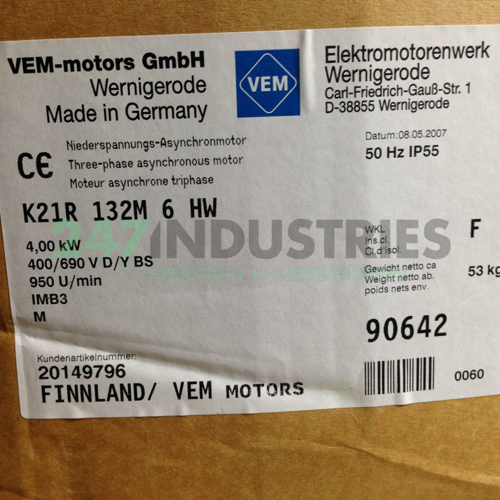 VEM-motors GmbH
Wernigerode
Made in Germany
VEM
Elektromotorenwerk
Wernigerode
Carl-Friedrich-Gauß-Str. 1
D-38855 Wernigerode
CE
Niederspannungs-Asynchronmotor
Three-phase asynchronous motor
Moteur asynchrone triphase
Datum: 08.05.2007
50 Hz IP55
K21R 132M 6 HW
247INDUSTRIES
4,00 kW
400/690 V D/Y BS
950 U/min
IMB3
M
WKL
Ins.cl.
Cl.d'isol.
F
Gewicht netto ca
Weight netto ab.
poids nets env.
53 kg
90642
0060
Kundenartikelnummer:
20149796
FINNLAND/ VEM MOTORS